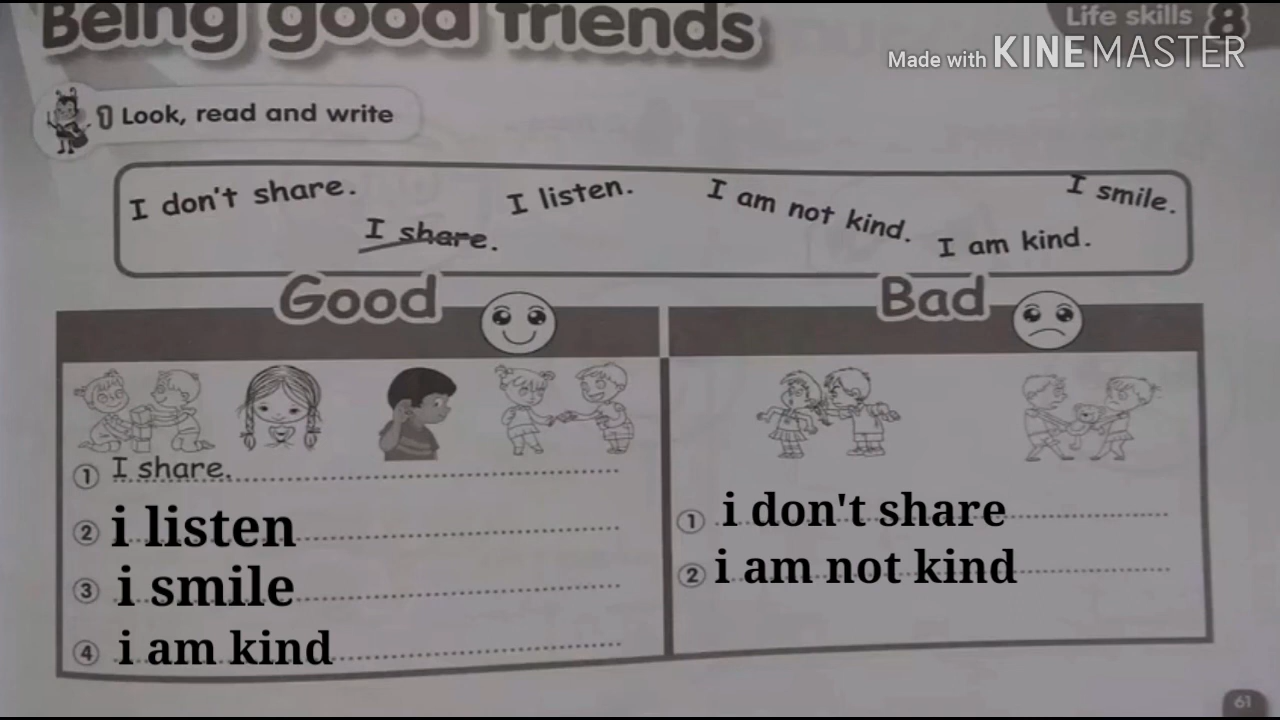 Being good friends
Life skills 8
Made with KINEMASTER
1 Look, read and write
I don't share.
I listen.
I am not kind.
I smile.
I share.
I am kind.
Good
Bad
1 I share.
2 i listen
3 i smile
4 i am kind
1 i don't share
2 i am not kind
61